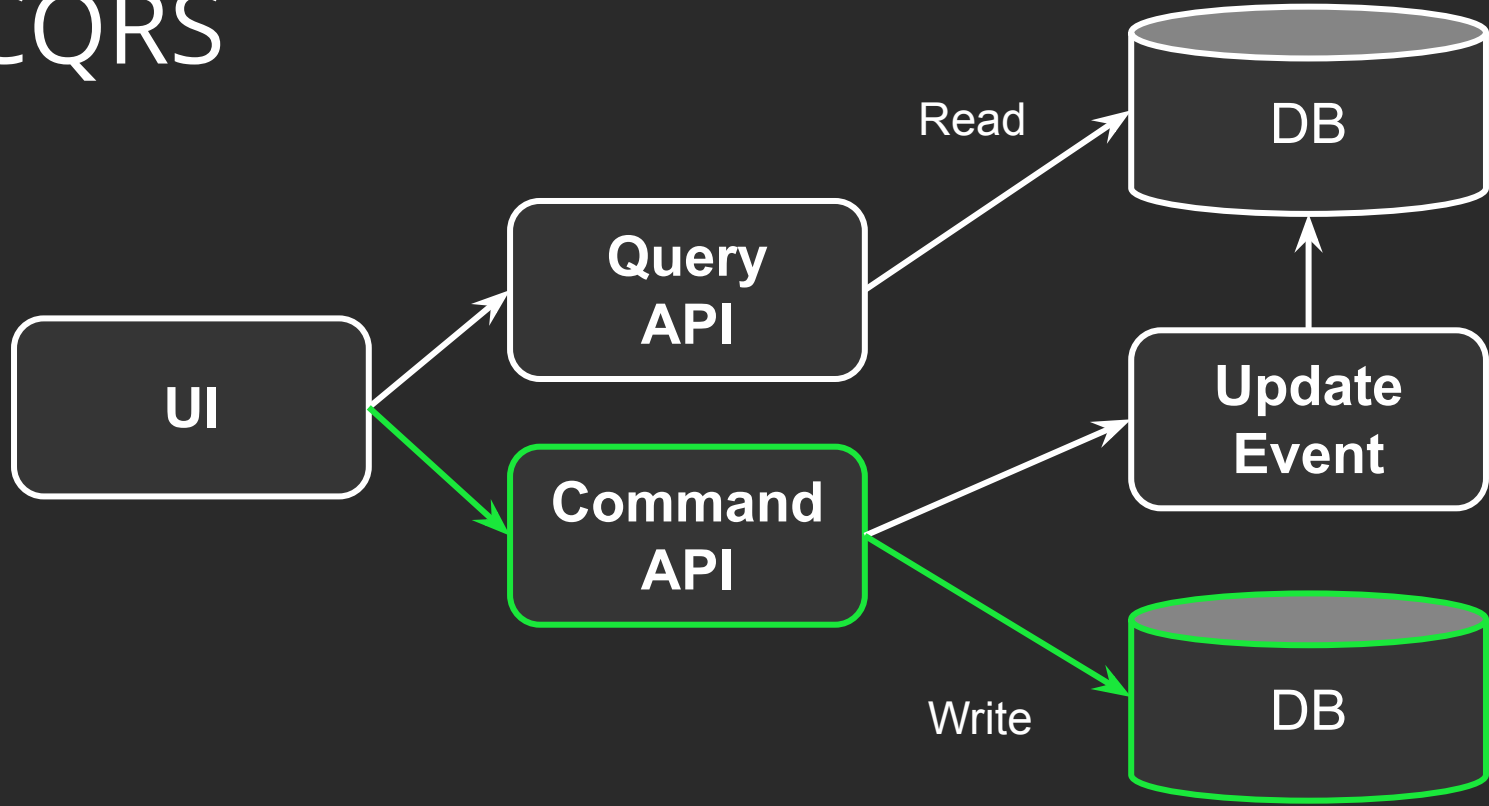 CQRS
Read
DB
Query
API
UI
Update
Event
Command
API
Write
DB